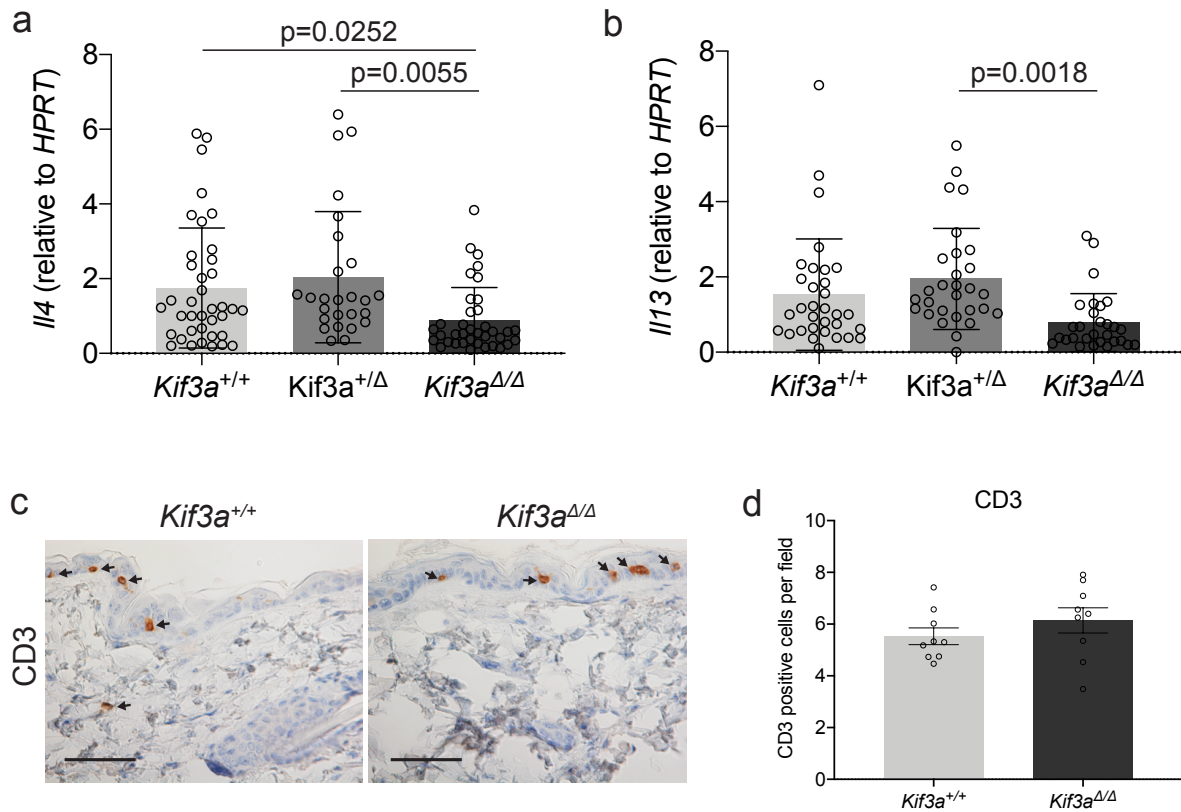 a
p=0.0252
p=0.0055
Il4 (relative to HPRT)
8
6
4
2
0
Kif3a+/+
Kif3a+/Δ
Kif3aΔ/Δ
b
p=0.0018
Il13 (relative to HPRT)
8
6
4
2
0
Kif3a+/+
Kif3a+/Δ
Kif3aΔ/Δ
c
Kif3a+/+
Kif3aΔ/Δ
CD3
d
CD3
CD3 positive cells per field
10
8
6
4
2
0
Kif3a+/+
Kif3aΔ/Δ